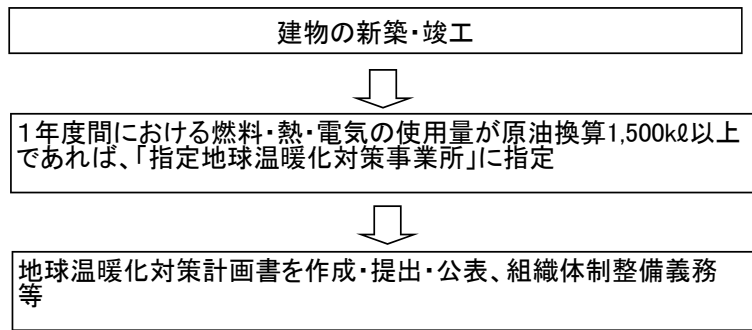 建物の新築・竣工
１年度間における燃料・熱・電気の使用量が原油換算1,500kℓ以上
であれば、「指定地球温暖化対策事業所」に指定
地球温暖化対策計画書を作成・提出・公表、組織体制整備義務
等